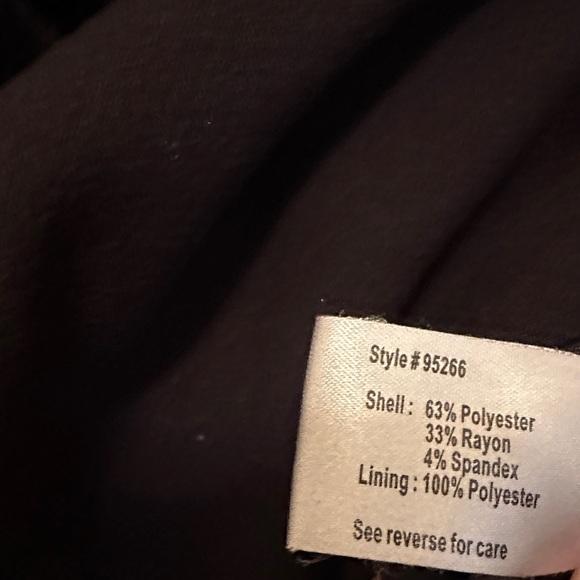 Style#95266
Shell: 63% Polyester
33% Rayon
4% Spandex
Lining: 100% Polyester
See reverse for care